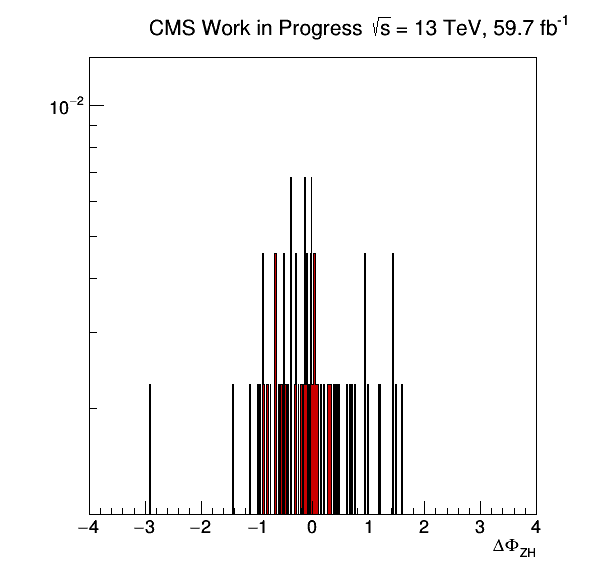 CMS Work in Progress √s = 13 TeV, 59.7 fb⁻¹
10⁻²
−4 −3 −2 −1 0 1 2 3 4
ΔΦ_ZH